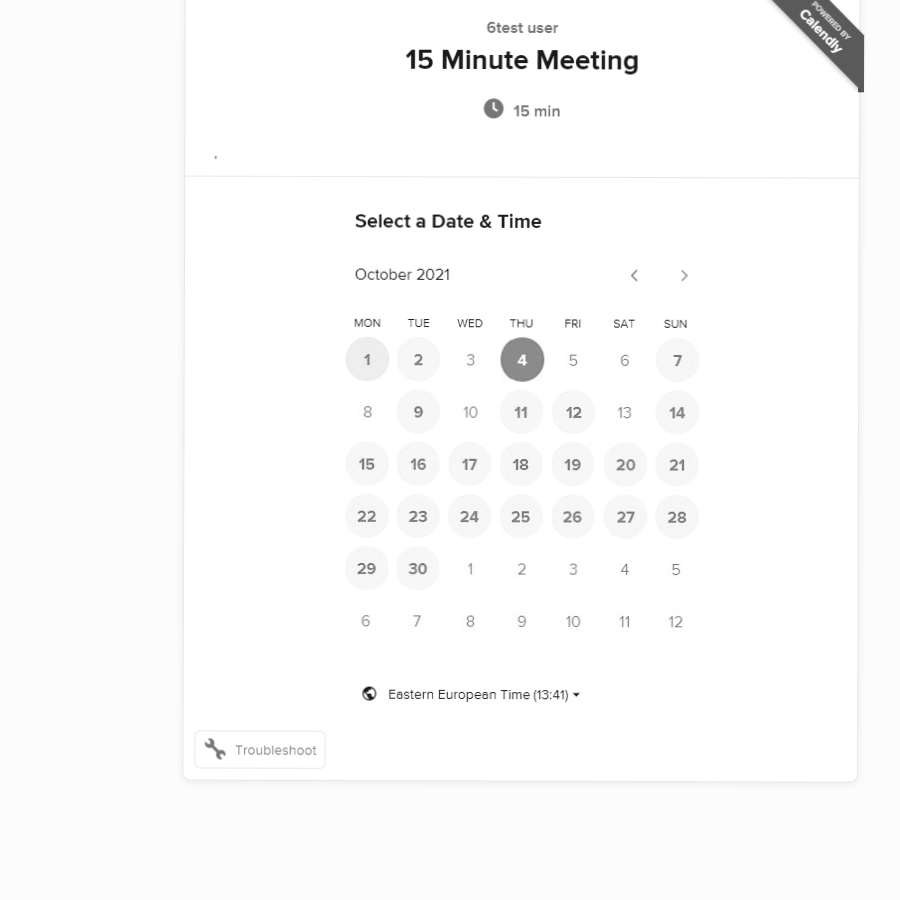 6test user
POWERED BY
Calendly
15 Minute Meeting
15 min
.
Select a Date & Time
October 2021
MON TUE WED THU FRI SAT SUN
1 2 3 4 5 6 7
8 9 10 11 12 13 14
15 16 17 18 19 20 21
22 23 24 25 26 27 28
29 30 1 2 3 4 5
6 7 8 9 10 11 12
Eastern European Time (13:41)
Troubleshoot